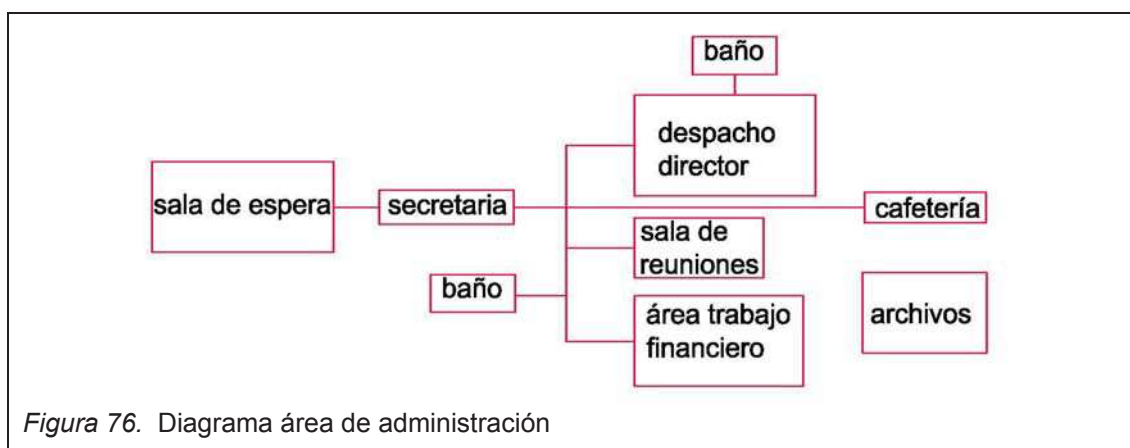 baño
despacho
director
sala de espera
secretaria
cafetería
sala de
reuniones
baño
área trabajo
financiero
archivos
Figura 76. Diagrama área de administración